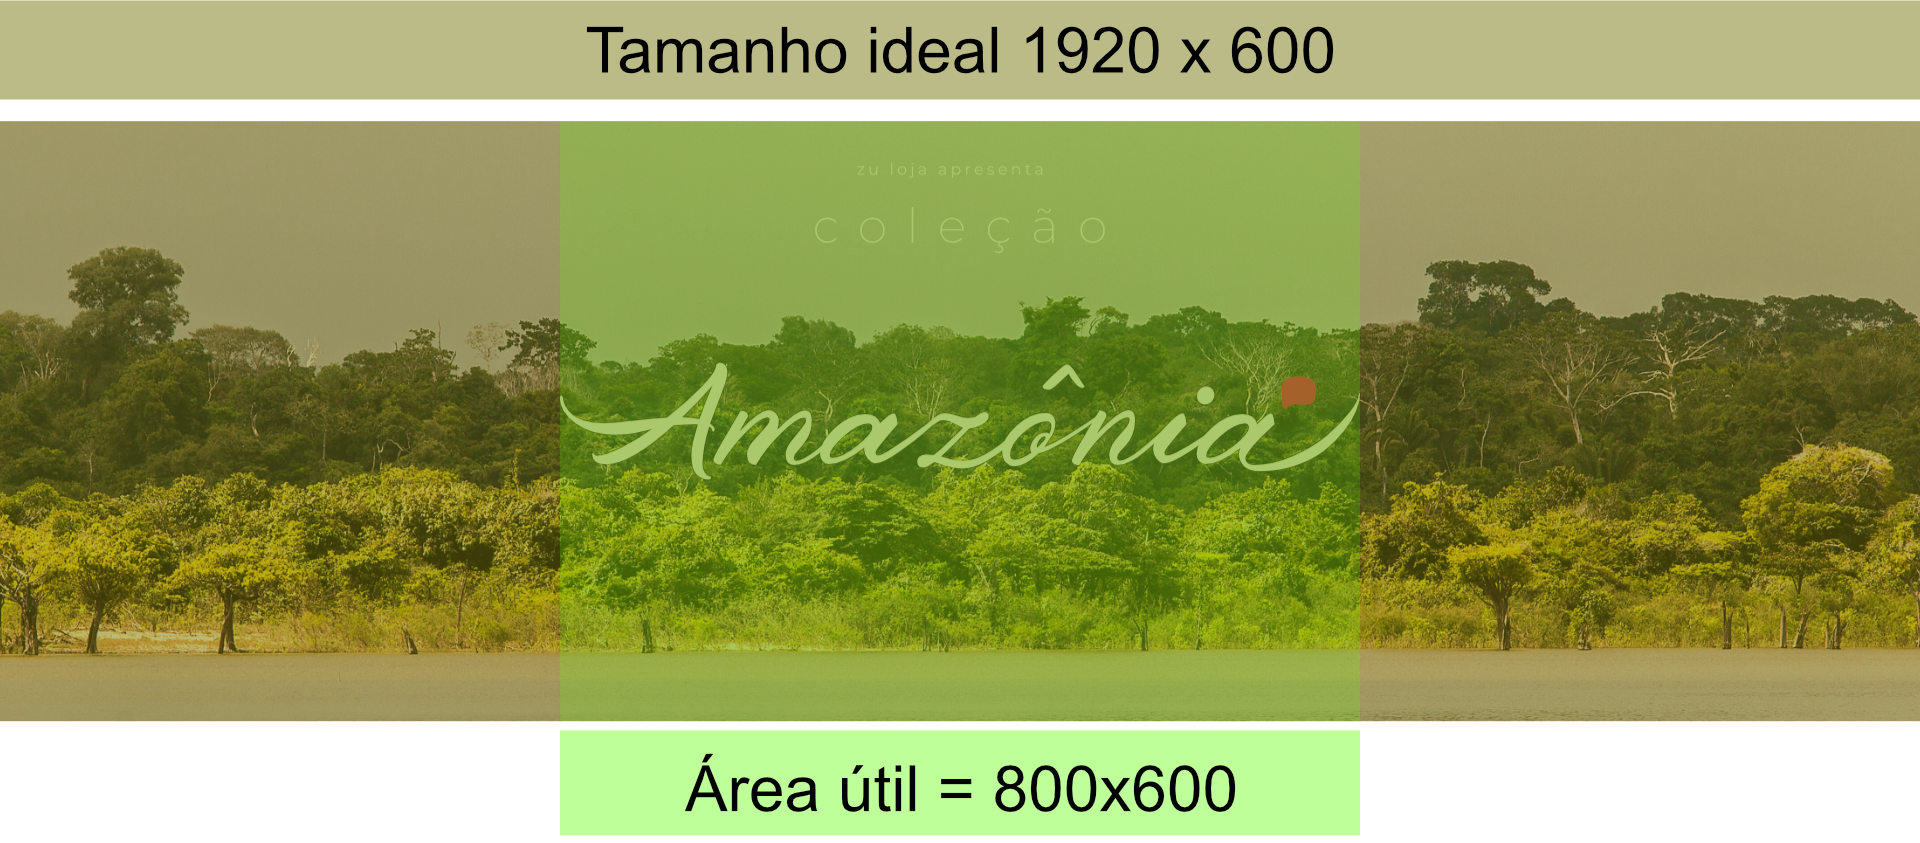 Tamanho ideal 1920 x 600
zu loja apresenta
coleção
Amazônia
Área útil = 800x600